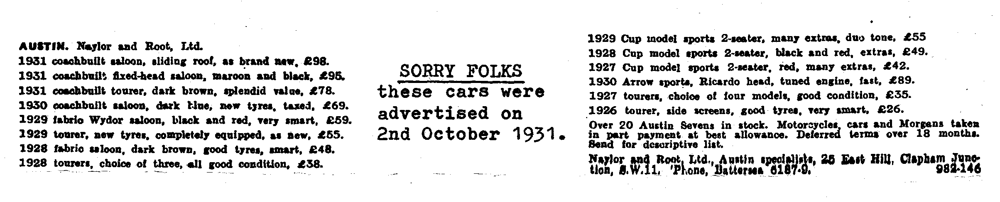 AUSTIN. Naylor and Root, Ltd.
1931 coachbuilt saloon, sliding roof, as brand new, £98.
1931 coachbuilt fixed-head saloon, maroon and black, £95.
1931 coachbuilt tourer, dark brown, splendid value, £78.
1930 coachbuilt saloon, dark blue, new tyres, taxed, £69.
1929 fabric Wydor saloon, black and red, very smart, £59.
1929 tourer, new tyres, completely equipped, as new, £55.
1928 fabric saloon, dark brown, good tyres, smart, £48.
1928 tourers, choice of three, all good condition, £38.
SORRY FOLKS
these cars were
advertised on
2nd October 1931.
1929 Cup model sports 2-seater, many extras, duo tone, £55
1928 Cup model sports 2-seater, black and red, extras, £49.
1927 Cup model sports 2-seater, red, many extras, £42.
1930 Arrow sports, Ricardo head, tuned engine, fast, £89.
1927 tourers, choice of four models, good condition, £35.
1926 tourer, side screens, good tyres, very smart, £26.
Over 20 Austin Sevens in stock. Motorcycles, cars and Morgans taken
in part payment at best allowance. Deferred terms over 18 months.
Send for descriptive list.
Naylor and Root, Ltd., Austin specialists, 25 East Hill, Clapham Junc-
tion, S.W.11. 'Phone, Battersea 6187-9. 982-146